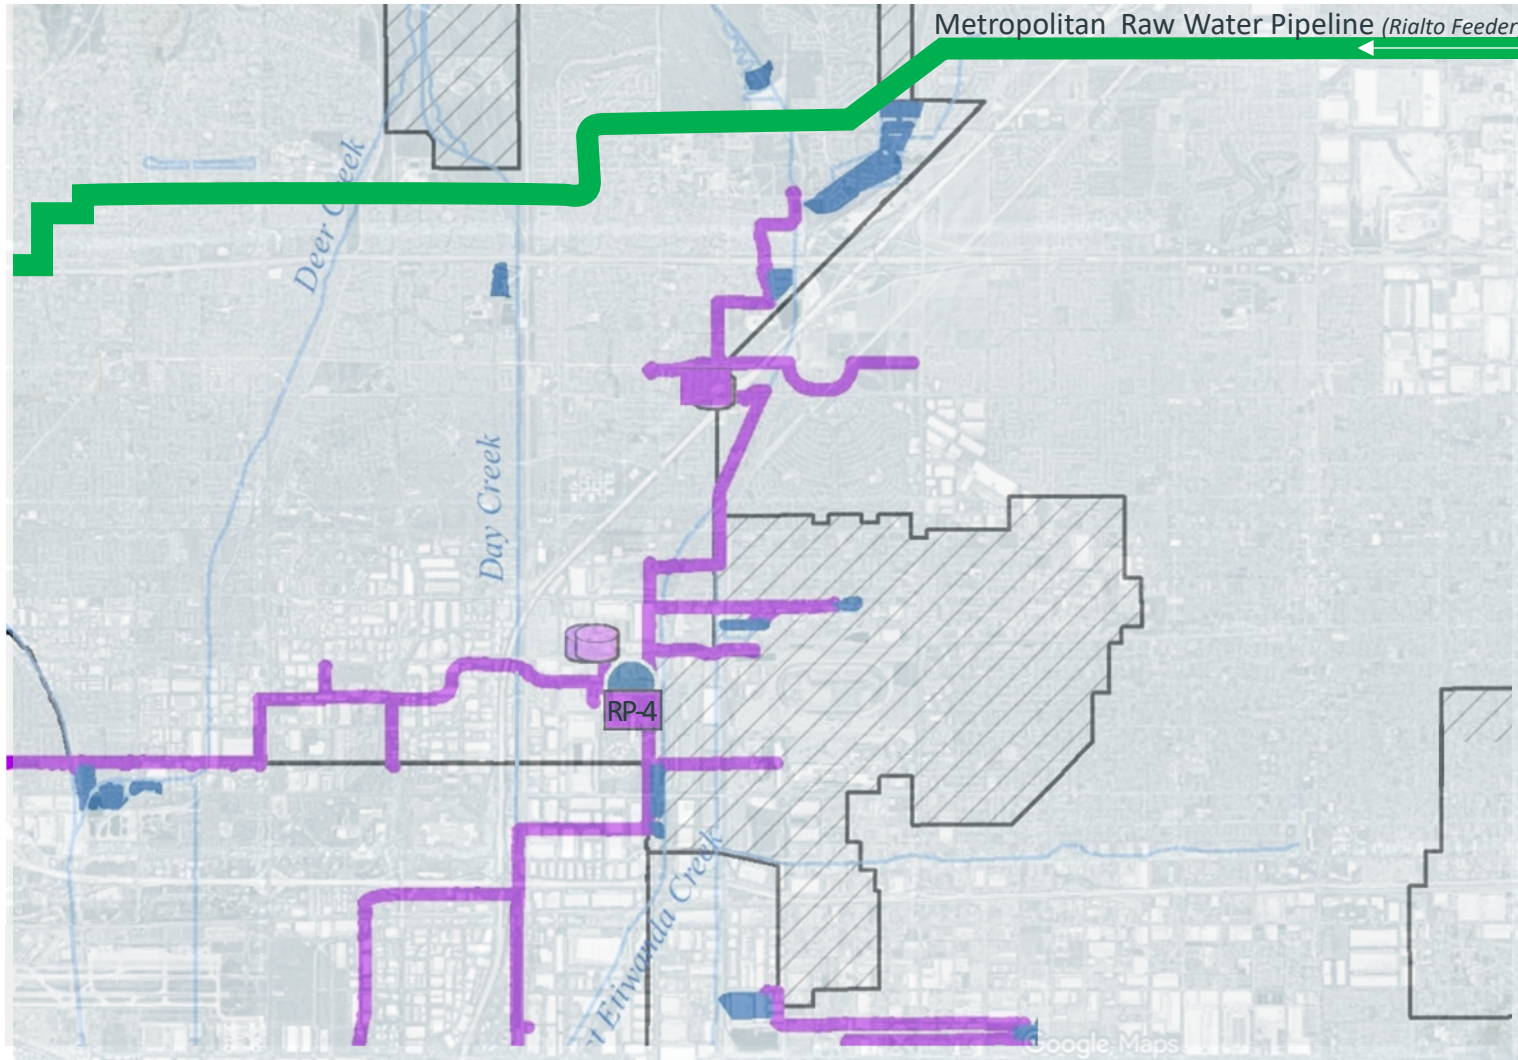 Metropolitan Raw Water Pipeline (Rialto Feeder
Deer Creek
Day Creek
RP-4
Etiwanda Creek
Google, Maps